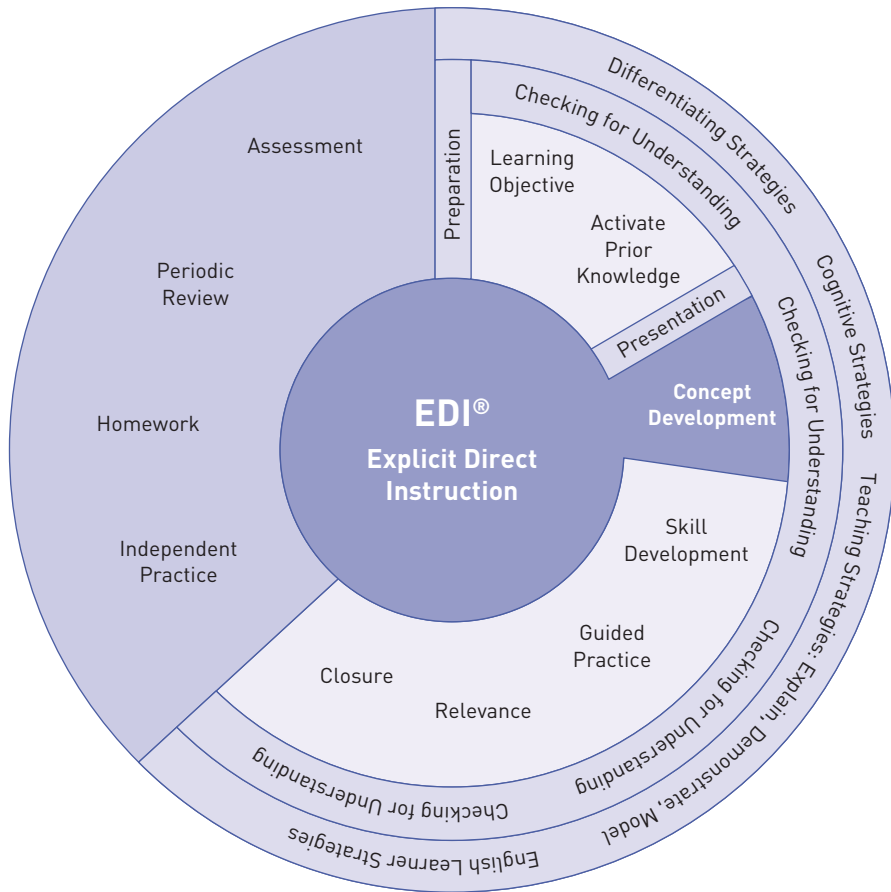 EDI®
Explicit Direct
Instruction
Preparation
Learning
Objective
Activate
Prior
Knowledge
Presentation
Concept
Development
Skill
Development
Guided
Practice
Relevance
Closure
Independent
Practice
Homework
Periodic
Review
Assessment
Checking for Understanding
Checking for Understanding
Checking for Understanding
Checking for Understanding
Differentiating Strategies
Cognitive Strategies
Teaching Strategies: Explain, Demonstrate, Model
English Learner Strategies